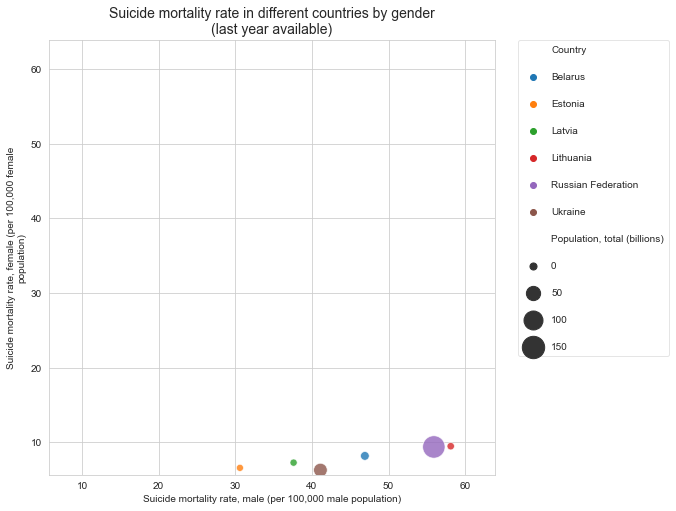 Suicide mortality rate in different countries by gender
(last year available)
60
50
40
30
20
10
Suicide mortality rate, female (per 100,000 female
population)
10
20
30
40
50
60
Suicide mortality rate, male (per 100,000 male population)
Country
Belarus
Estonia
Latvia
Lithuania
Russian Federation
Ukraine
Population, total (billions)
0
50
100
150